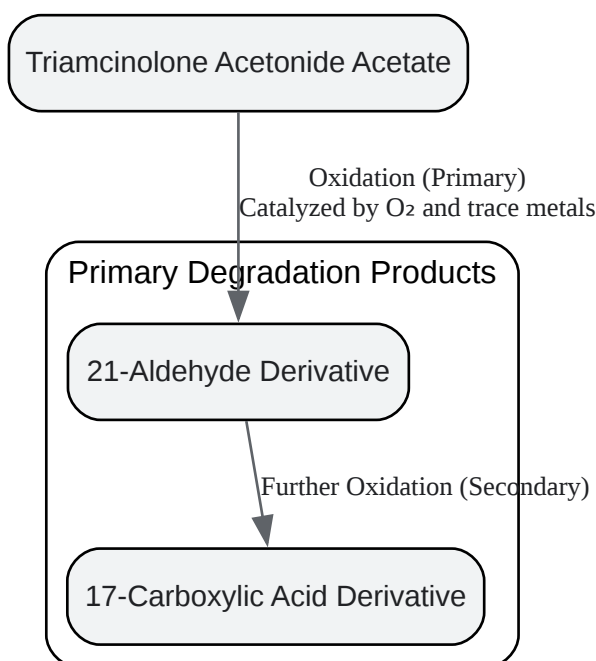 Triamcinolone Acetonide Acetate
Oxidation (Primary)
Catalyzed by O₂ and trace metals
Primary Degradation Products
21-Aldehyde Derivative
Further Oxidation (Secondary)
17-Carboxylic Acid Derivative